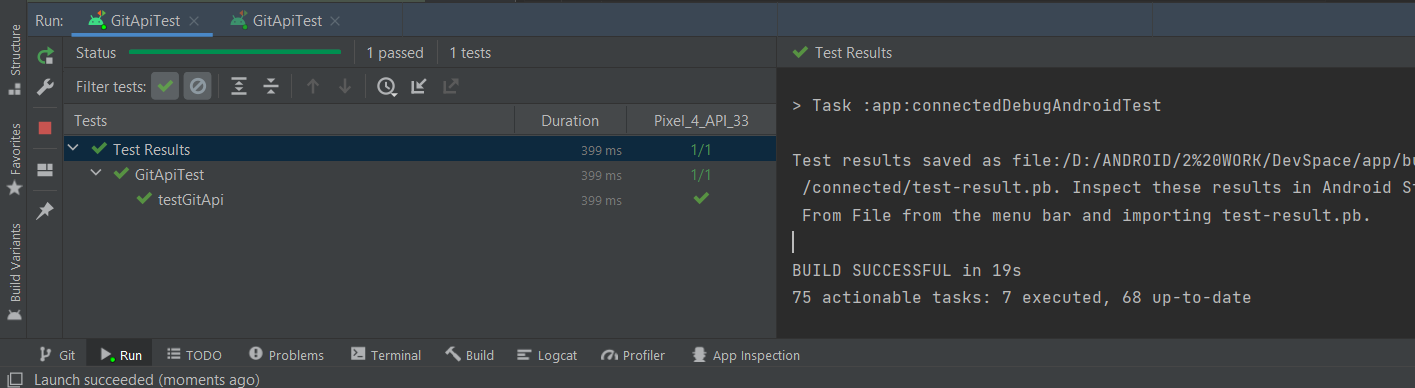 Run: GitApiTest GitApiTest
Structure
Favorites
Build Variants
Status 1 passed 1 tests
Filter tests:
Tests Duration Pixel_4_API_33
Test Results 399 ms 1/1
GitApiTest 399 ms 1/1
testGitApi 399 ms
Test Results
> Task :app:connectedDebugAndroidTest
Test results saved as file:/D:/ANDROID/2%20WORK/DevSpace/app/bu
/connected/test-result.pb. Inspect these results in Android St
From File from the menu bar and importing test-result.pb.
BUILD SUCCESSFUL in 19s
75 actionable tasks: 7 executed, 68 up-to-date
Git Run TODO Problems Terminal Build Logcat Profiler App Inspection
Launch succeeded (moments ago)